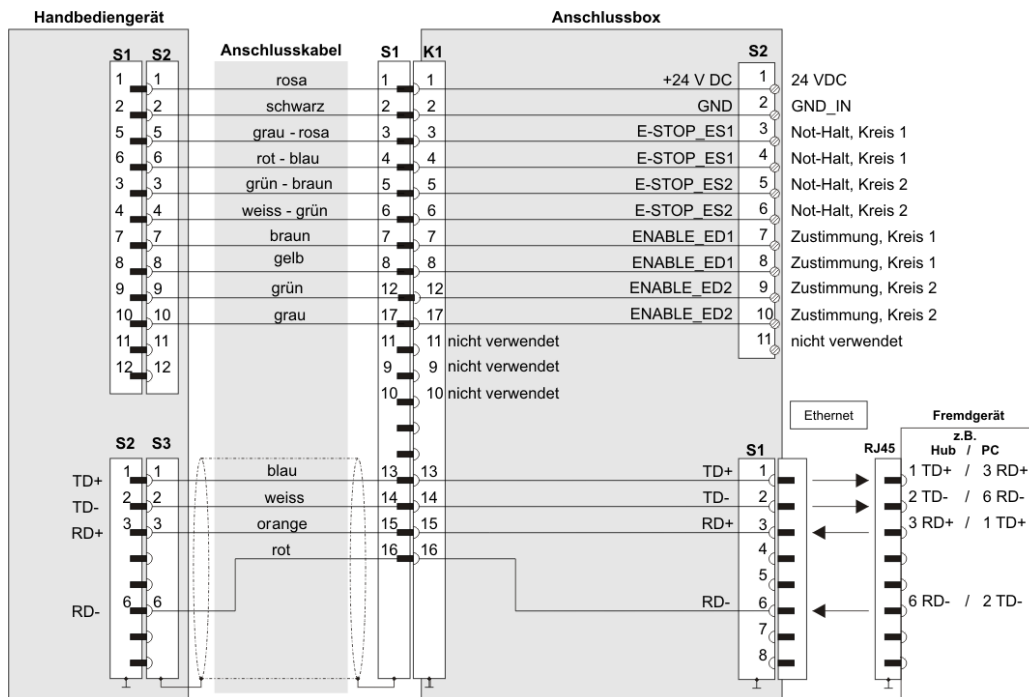 Handbediengerät
Anschlussbox
S1 S2 Anschlusskabel S1 K1 S2
1 1 rosa 1 1 +24 V DC 1 24 VDC
2 2 schwarz 2 2 GND 2 GND_IN
5 5 grau - rosa 3 3 E-STOP_ES1 3 Not-Halt, Kreis 1
6 6 rot - blau 4 4 E-STOP_ES1 4 Not-Halt, Kreis 1
3 3 grün - braun 5 5 E-STOP_ES2 5 Not-Halt, Kreis 2
4 4 weiss - grün 6 6 E-STOP_ES2 6 Not-Halt, Kreis 2
7 7 braun 7 7 ENABLE_ED1 7 Zustimmung, Kreis 1
8 8 gelb 8 8 ENABLE_ED1 8 Zustimmung, Kreis 1
9 9 grün 12 12 ENABLE_ED2 9 Zustimmung, Kreis 2
10 10 grau 17 17 ENABLE_ED2 10 Zustimmung, Kreis 2
11 11 11 11 nicht verwendet 11 nicht verwendet
12 12 9 9 nicht verwendet
10 10 nicht verwendet
Ethernet
Fremdgerät
z.B.
S2 S3 S1 RJ45 Hub / PC
TD+ 1 1 blau 13 13 TD+ 1 1 TD+ / 3 RD+
TD- 2 2 weiss 14 14 TD- 2 2 TD- / 6 RD-
RD+ 3 3 orange 15 15 RD+ 3 3 RD+ / 1 TD+
rot 16 16 4
5
RD- 6 6 RD- 6 6 RD- / 2 TD-
7
8